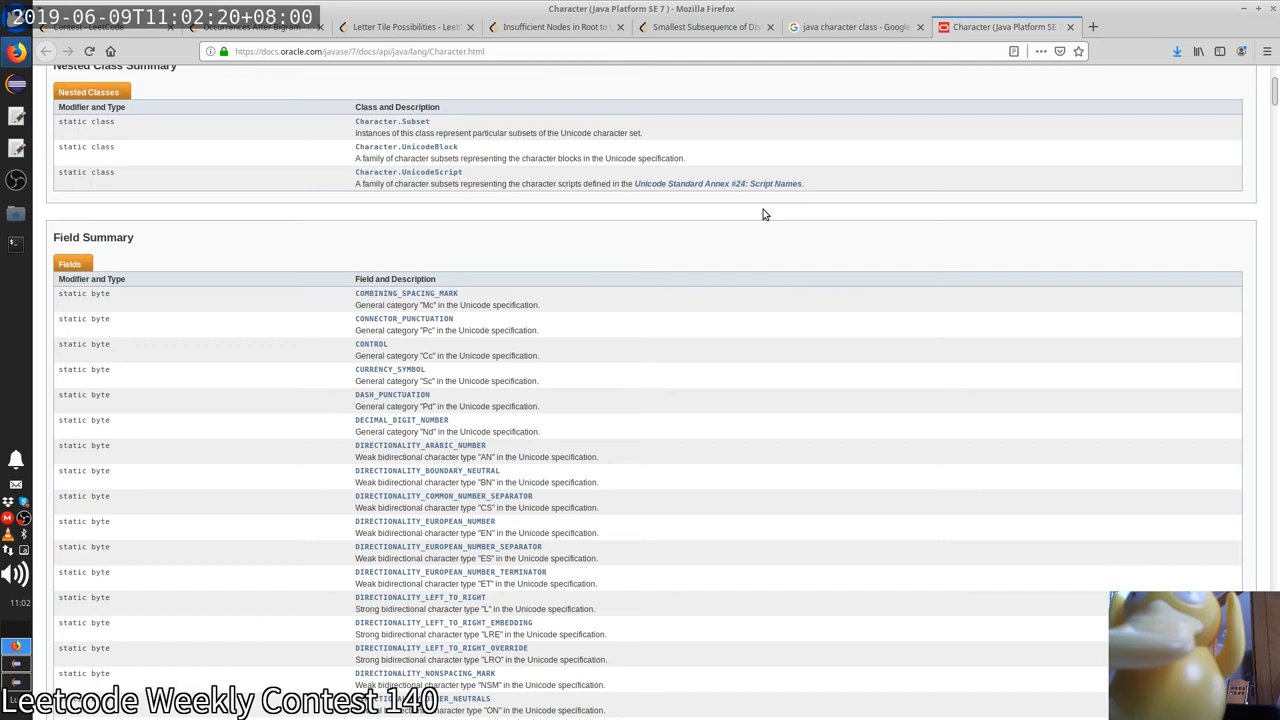 Character (Java Platform SE 7 ) - Mozilla Firefox
2019-06-09T11:02:20+08:00
Contest - LeetCode
Occurrences After Bigram
Letter Tile Possibilities - Leet
Insufficient Nodes in Root to
Smallest Subsequence of Dis
java character class - Google
Character (Java Platform SE 7
https://docs.oracle.com/javase/7/docs/api/java/lang/Character.html
Nested Class Summary
Nested Classes
Modifier and Type Class and Description
static class Character.Subset
Instances of this class represent particular subsets of the Unicode character set.
static class Character.UnicodeBlock
A family of character subsets representing the character blocks in the Unicode specification.
static class Character.UnicodeScript
A family of character subsets representing the character scripts defined in the Unicode Standard Annex #24: Script Names.
Field Summary
Fields
Modifier and Type Field and Description
static byte COMBINING_SPACING_MARK
General category "Mc" in the Unicode specification.
static byte CONNECTOR_PUNCTUATION
General category "Pc" in the Unicode specification.
static byte CONTROL
General category "Cc" in the Unicode specification.
static byte CURRENCY_SYMBOL
General category "Sc" in the Unicode specification.
static byte DASH_PUNCTUATION
General category "Pd" in the Unicode specification.
static byte DECIMAL_DIGIT_NUMBER
General category "Nd" in the Unicode specification.
static byte DIRECTIONALITY_ARABIC_NUMBER
Weak bidirectional character type "AN" in the Unicode specification.
static byte DIRECTIONALITY_BOUNDARY_NEUTRAL
Weak bidirectional character type "BN" in the Unicode specification.
static byte DIRECTIONALITY_COMMON_NUMBER_SEPARATOR
Weak bidirectional character type "CS" in the Unicode specification.
static byte DIRECTIONALITY_EUROPEAN_NUMBER
Weak bidirectional character type "EN" in the Unicode specification.
static byte DIRECTIONALITY_EUROPEAN_NUMBER_SEPARATOR
Weak bidirectional character type "ES" in the Unicode specification.
static byte DIRECTIONALITY_EUROPEAN_NUMBER_TERMINATOR
Weak bidirectional character type "ET" in the Unicode specification.
static byte DIRECTIONALITY_LEFT_TO_RIGHT
Strong bidirectional character type "L" in the Unicode specification.
11:02
static byte DIRECTIONALITY_LEFT_TO_RIGHT_EMBEDDING
Strong bidirectional character type "LRE" in the Unicode specification.
static byte DIRECTIONALITY_LEFT_TO_RIGHT_OVERRIDE
Strong bidirectional character type "LRO" in the Unicode specification.
static byte DIRECTIONALITY_NONSPACING_MARK
Weak bidirectional character type "NSM" in the Unicode specification.
Leetcode Weekly Contest 140